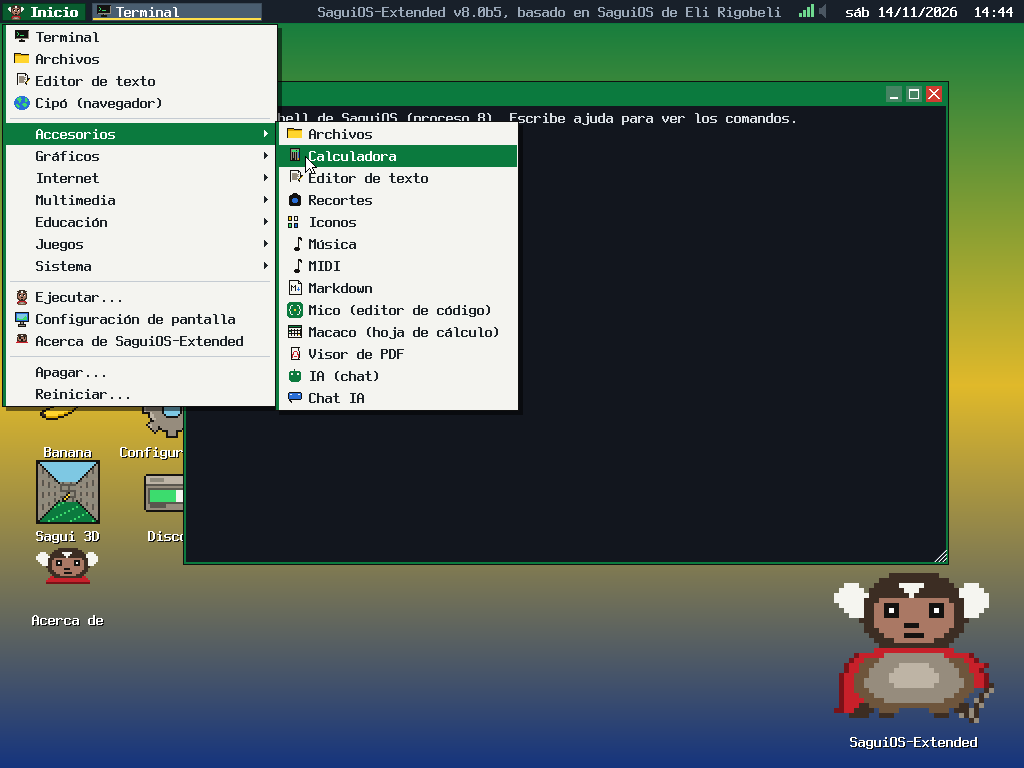 Inicio
Terminal
SaguiOS-Extended v8.0b5, basado en SaguiOS de Eli Rigobeli
sáb 14/11/2026 14:44
Terminal
Archivos
Editor de texto
Cipó (navegador)
Accesorios
Gráficos
Internet
Multimedia
Educación
Juegos
Sistema
Ejecutar...
Configuración de pantalla
Acerca de SaguiOS-Extended
Apagar...
Reiniciar...
de SaguiOS (proceso 8). Escribe ayuda para ver los comandos.
Archivos
Calculadora
Editor de texto
Recortes
Iconos
Música
MIDI
Markdown
Mico (editor de código)
Macaco (hoja de cálculo)
Visor de PDF
IA (chat)
Chat IA
Banana
Configur
Sagui 3D
Disco
Acerca de
SaguiOS-Extended